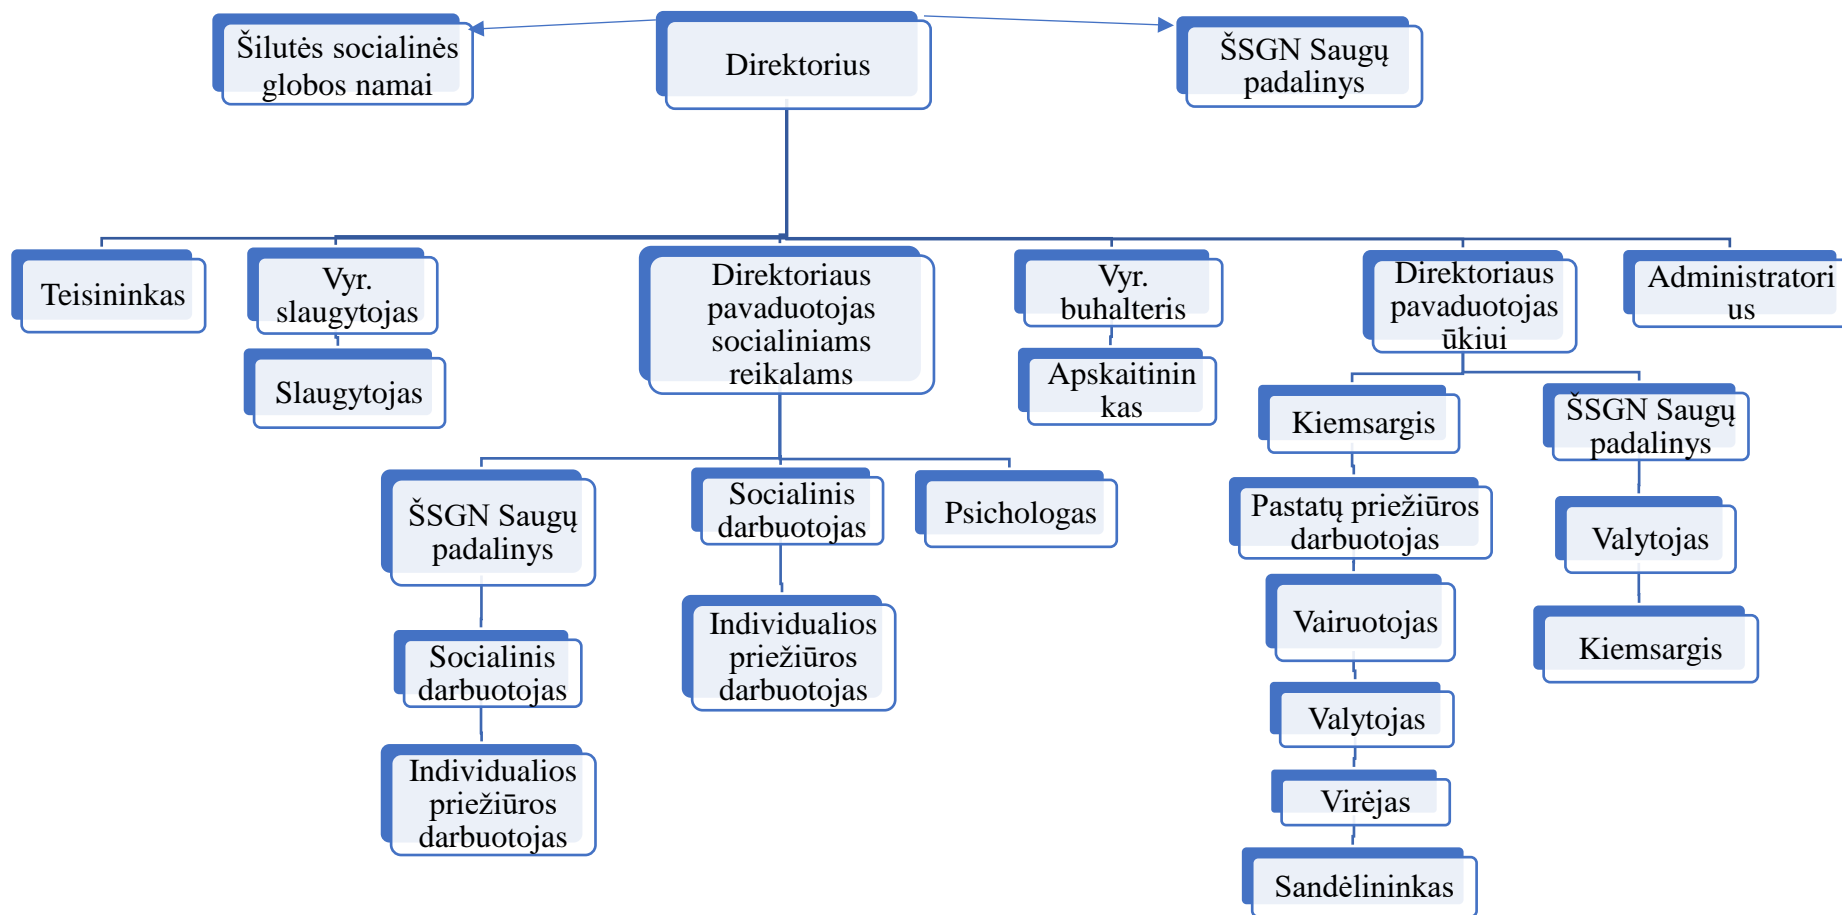 Šilutės socialinės
globos namai
Direktorius
ŠSGN Saugų
padalinys
Teisininkas
Vyr.
slaugytojas
Direktoriaus
pavaduotojas
socialiniams
reikalams
Vyr.
buhalteris
Direktoriaus
pavaduotojas
ūkiui
Administratori
us
Slaugytojas
Apskaitinin
kas
Kiemsargis
ŠSGN Saugų
padalinys
ŠSGN Saugų
padalinys
Socialinis
darbuotojas
Psichologas
Pastatų priežiūros
darbuotojas
Valytojas
Socialinis
darbuotojas
Individualios
priežiūros
darbuotojas
Vairuotojas
Kiemsargis
Individualios
priežiūros
darbuotojas
Valytojas
Virėjas
Sandėlininkas